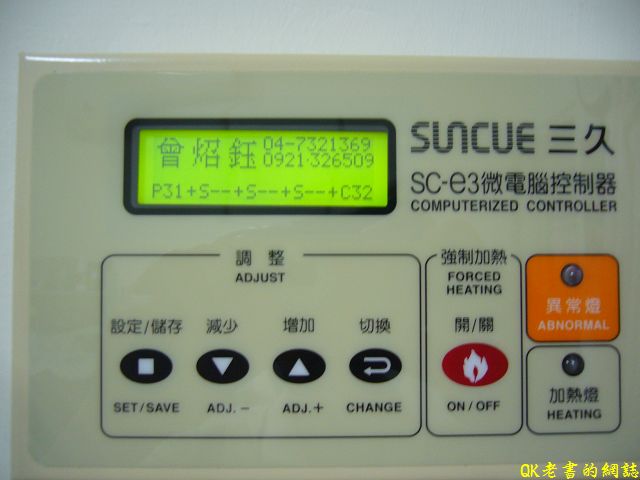 曾炤鈺 04-7321369
0921-326509
P31+S--+S--+S--+C32
SUNCUE 三久
SC-e3微電腦控制器
COMPUTERIZED CONTROLLER
調整
ADJUST
設定/儲存 減少 增加 切換
SET/SAVE ADJ.- ADJ.+ CHANGE
強制加熱
FORCED
HEATING
開/關
ON/OFF
異常燈
ABNORMAL
加熱燈
HEATING
QK老書的網誌